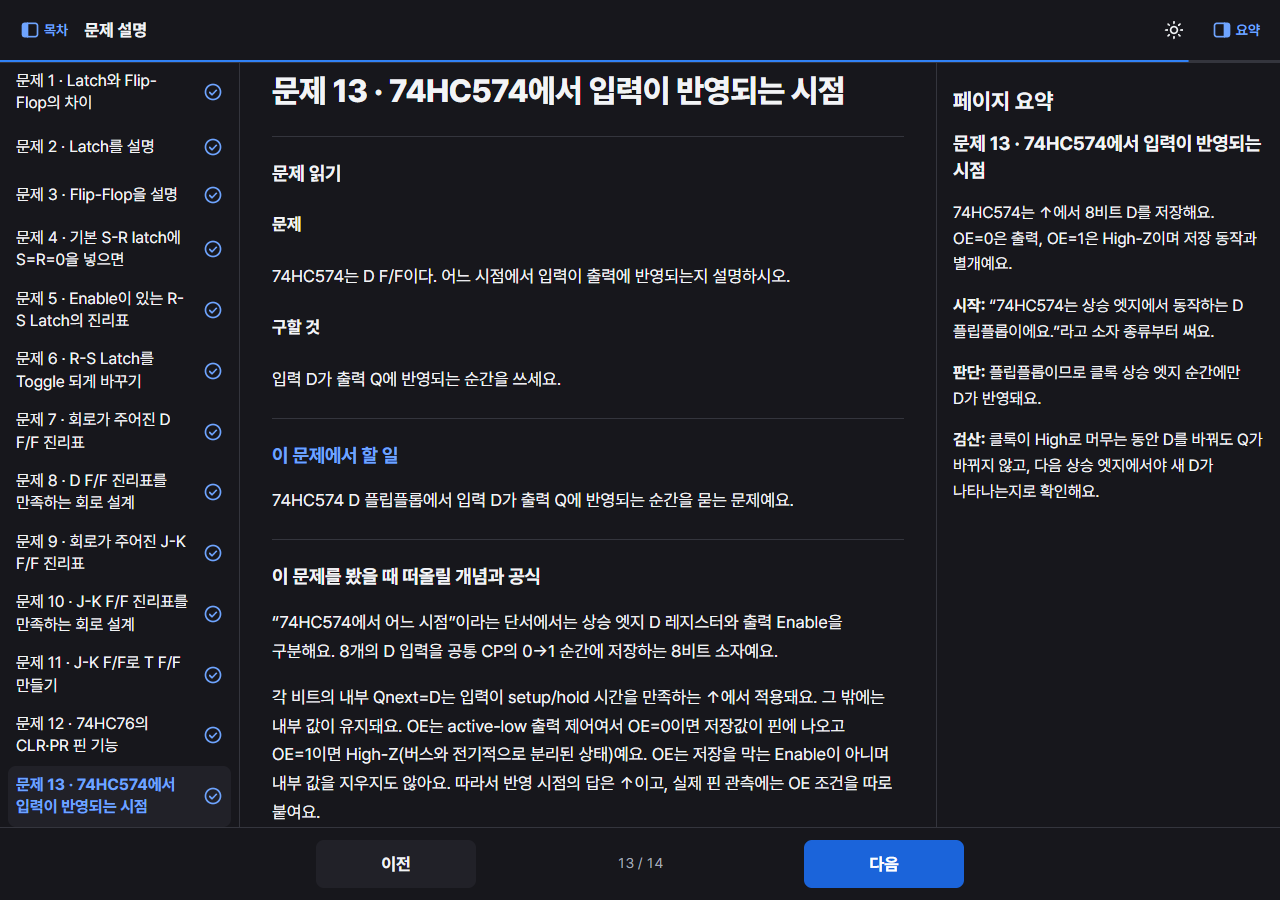 목차
문제 설명
요약
문제 1 · Latch와 Flip-
Flop의 차이
문제 2 · Latch를 설명
문제 3 · Flip-Flop을 설명
문제 4 · 기본 S-R latch에
S=R=0을 넣으면
문제 5 · Enable이 있는 R-
S Latch의 진리표
문제 6 · R-S Latch를
Toggle 되게 바꾸기
문제 7 · 회로가 주어진 D
F/F 진리표
문제 8 · D F/F 진리표를
만족하는 회로 설계
문제 9 · 회로가 주어진 J-K
F/F 진리표
문제 10 · J-K F/F 진리표를
만족하는 회로 설계
문제 11 · J-K F/F로 T F/F
만들기
문제 12 · 74HC76의
CLR·PR 핀 기능
문제 13 · 74HC574에서
입력이 반영되는 시점
문제 13 · 74HC574에서 입력이 반영되는 시점
문제 읽기
문제
74HC574는 D F/F이다. 어느 시점에서 입력이 출력에 반영되는지 설명하시오.
구할 것
입력 D가 출력 Q에 반영되는 순간을 쓰세요.
이 문제에서 할 일
74HC574 D 플립플롭에서 입력 D가 출력 Q에 반영되는 순간을 묻는 문제예요.
이 문제를 봤을 때 떠올릴 개념과 공식
“74HC574에서 어느 시점”이라는 단서에서는 상승 엣지 D 레지스터와 출력 Enable을
구분해요. 8개의 D 입력을 공통 CP의 0→1 순간에 저장하는 8비트 소자예요.
각 비트의 내부 Qnext=D는 입력이 setup/hold 시간을 만족하는 ↑에서 적용돼요. 그 밖에는
내부 값이 유지돼요. OE는 active-low 출력 제어여서 OE=0이면 저장값이 핀에 나오고
OE=1이면 High-Z(버스와 전기적으로 분리된 상태)예요. OE는 저장을 막는 Enable이 아니며
내부 값을 지우지도 않아요. 따라서 반영 시점의 답은 ↑이고, 실제 핀 관측에는 OE 조건을 따로
붙여요.
페이지 요약
문제 13 · 74HC574에서 입력이 반영되는
시점
74HC574는 ↑에서 8비트 D를 저장해요.
OE=0은 출력, OE=1은 High-Z이며 저장 동작과
별개예요.
시작: “74HC574는 상승 엣지에서 동작하는 D
플립플롭이에요.”라고 소자 종류부터 써요.
판단: 플립플롭이므로 클록 상승 엣지 순간에만
D가 반영돼요.
검산: 클록이 High로 머무는 동안 D를 바꿔도 Q가
바뀌지 않고, 다음 상승 엣지에서야 새 D가
나타나는지로 확인해요.
이전
13 / 14
다음